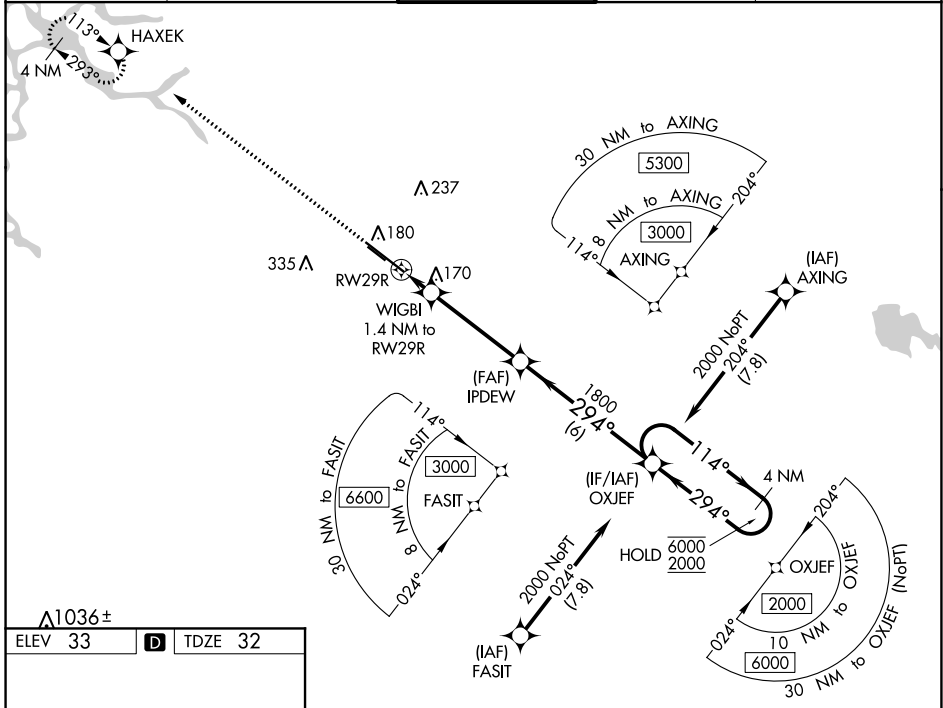 113°
HAXEK
4 NM
293°
237
180
335
RW29R
170
WIGBI
1.4 NM to
RW29R
30 NM to AXING
5300
204°
8 NM to AXING
3000
114°
AXING
(IAF)
AXING
2000 NoPT
204°
(7.8)
(FAF)
IPDEW
1800
294°
(6)
114°
4 NM
(IF/IAF)
OXJEF
294°
HOLD
6000
2000
30 NM to FASIT
6600
114°
8 NM to FASIT
3000
FASIT
024°
2000 NoPT
024°
(7.8)
(IAF)
FASIT
204°
OXJEF
2000
024°
10 NM to OXJEF
6000
30 NM to OXJEF (NoPT)
1036±
ELEV 33
D
TDZE 32